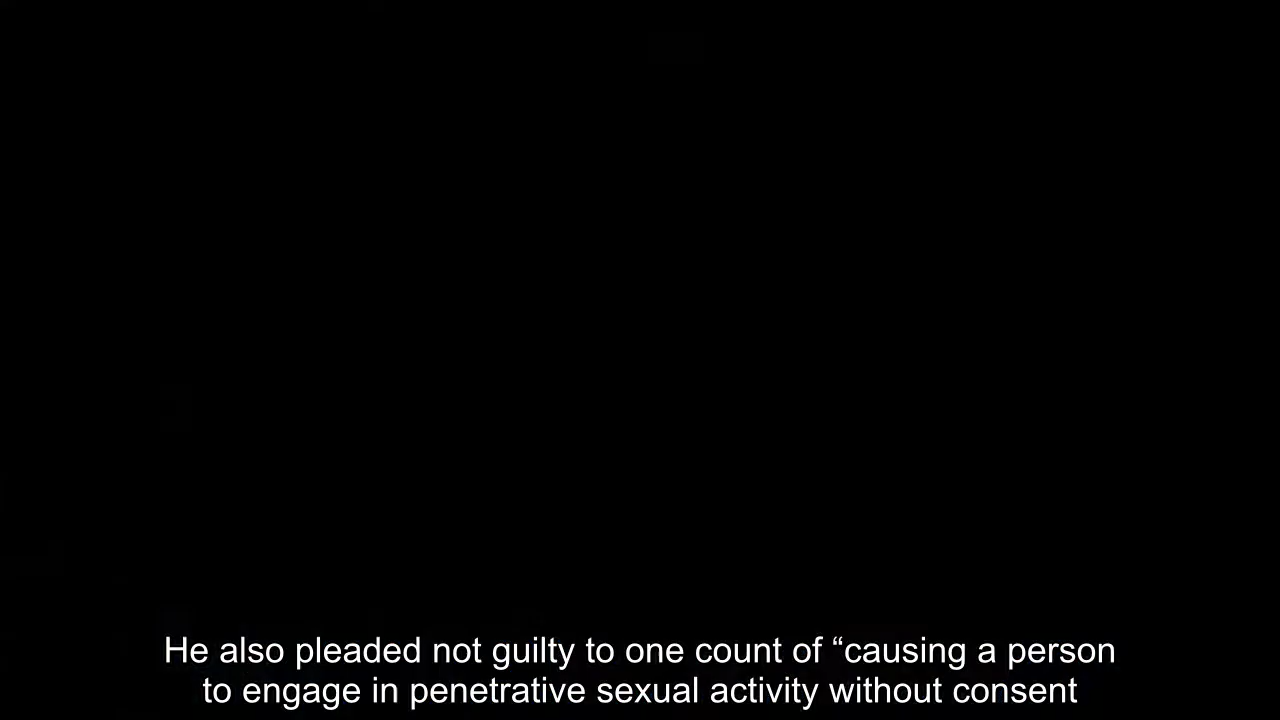 He also pleaded not guilty to one count of “causing a person
to engage in penetrative sexual activity without consent